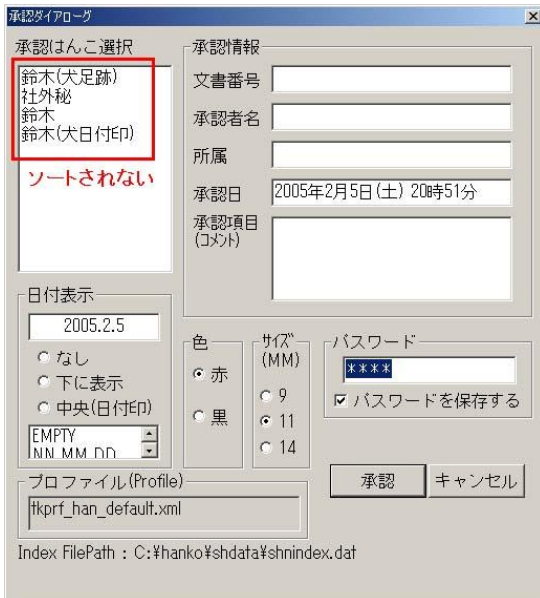 承認ダイアローグ
承認はんこ選択
鈴木(犬足跡)
社外秘
鈴木
鈴木(犬日付印)
ソートされない
承認情報
文書番号
承認者名
所属
承認日 2005年2月5日(土) 20時51分
承認項目
(コメント)
日付表示
2005.2.5
なし
下に表示
中央(日付印)
EMPTY
NN MM DD
色
赤
黒
サイズ
(MM)
9
11
14
パスワード
****
パスワードを保存する
承認 キャンセル
プロファイル(Profile)
tkprf_han_default.xml
Index FilePath : C:¥hanko¥shdata¥shnindex.dat